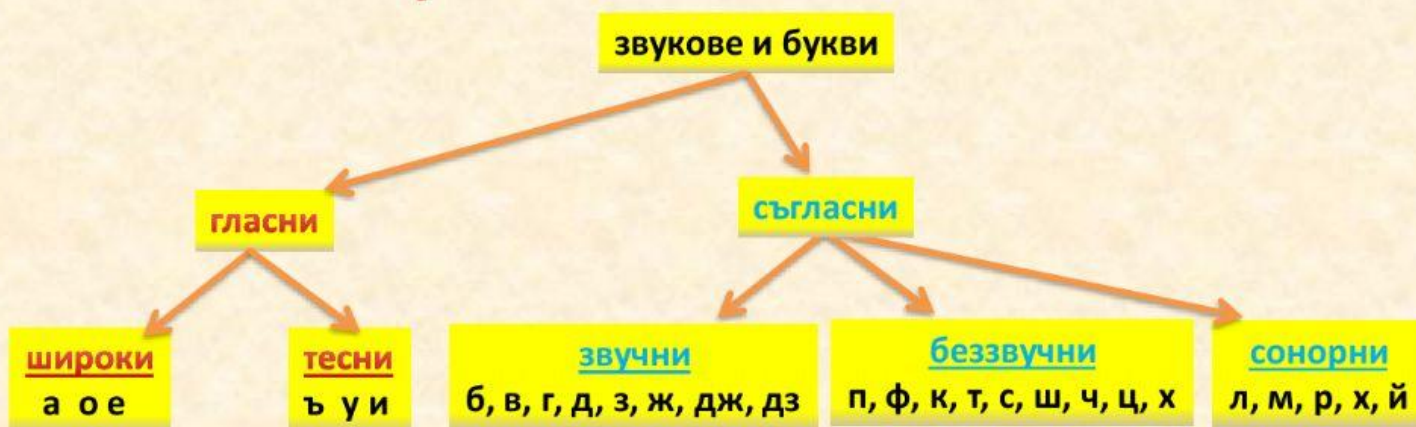 звукове и букви
гласни
съгласни
широки
а о е
тесни
ъ у и
звучни
б, в, г, д, з, ж, дж, дз
беззвучни
п, ф, к, т, с, ш, ч, ц, х
сонорни
л, м, р, х, й